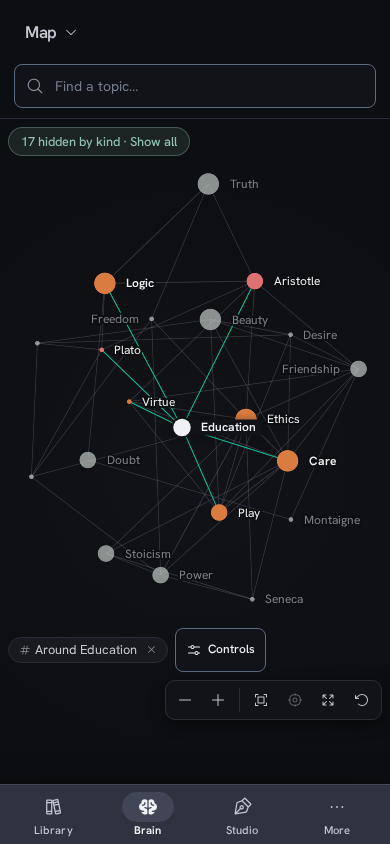 Map
Find a topic...
17 hidden by kind · Show all
Truth
Logic
Aristotle
Freedom
Beauty
Desire
Plato
Friendship
Virtue
Ethics
Education
Doubt
Care
Play
Montaigne
Stoicism
Power
Seneca
# Around Education
Controls
Library
Brain
Studio
More